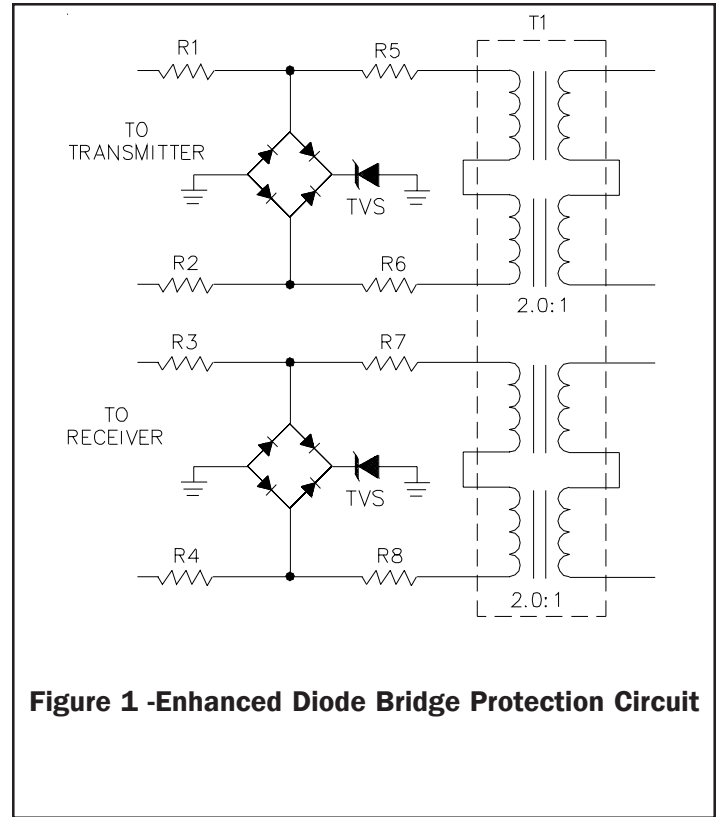 T1
R1
R5
TO
TRANSMITTER
TVS
R2
R6
2.0:1
R3
R7
TO
RECEIVER
TVS
R4
R8
2.0:1
Figure 1 -Enhanced Diode Bridge Protection Circuit